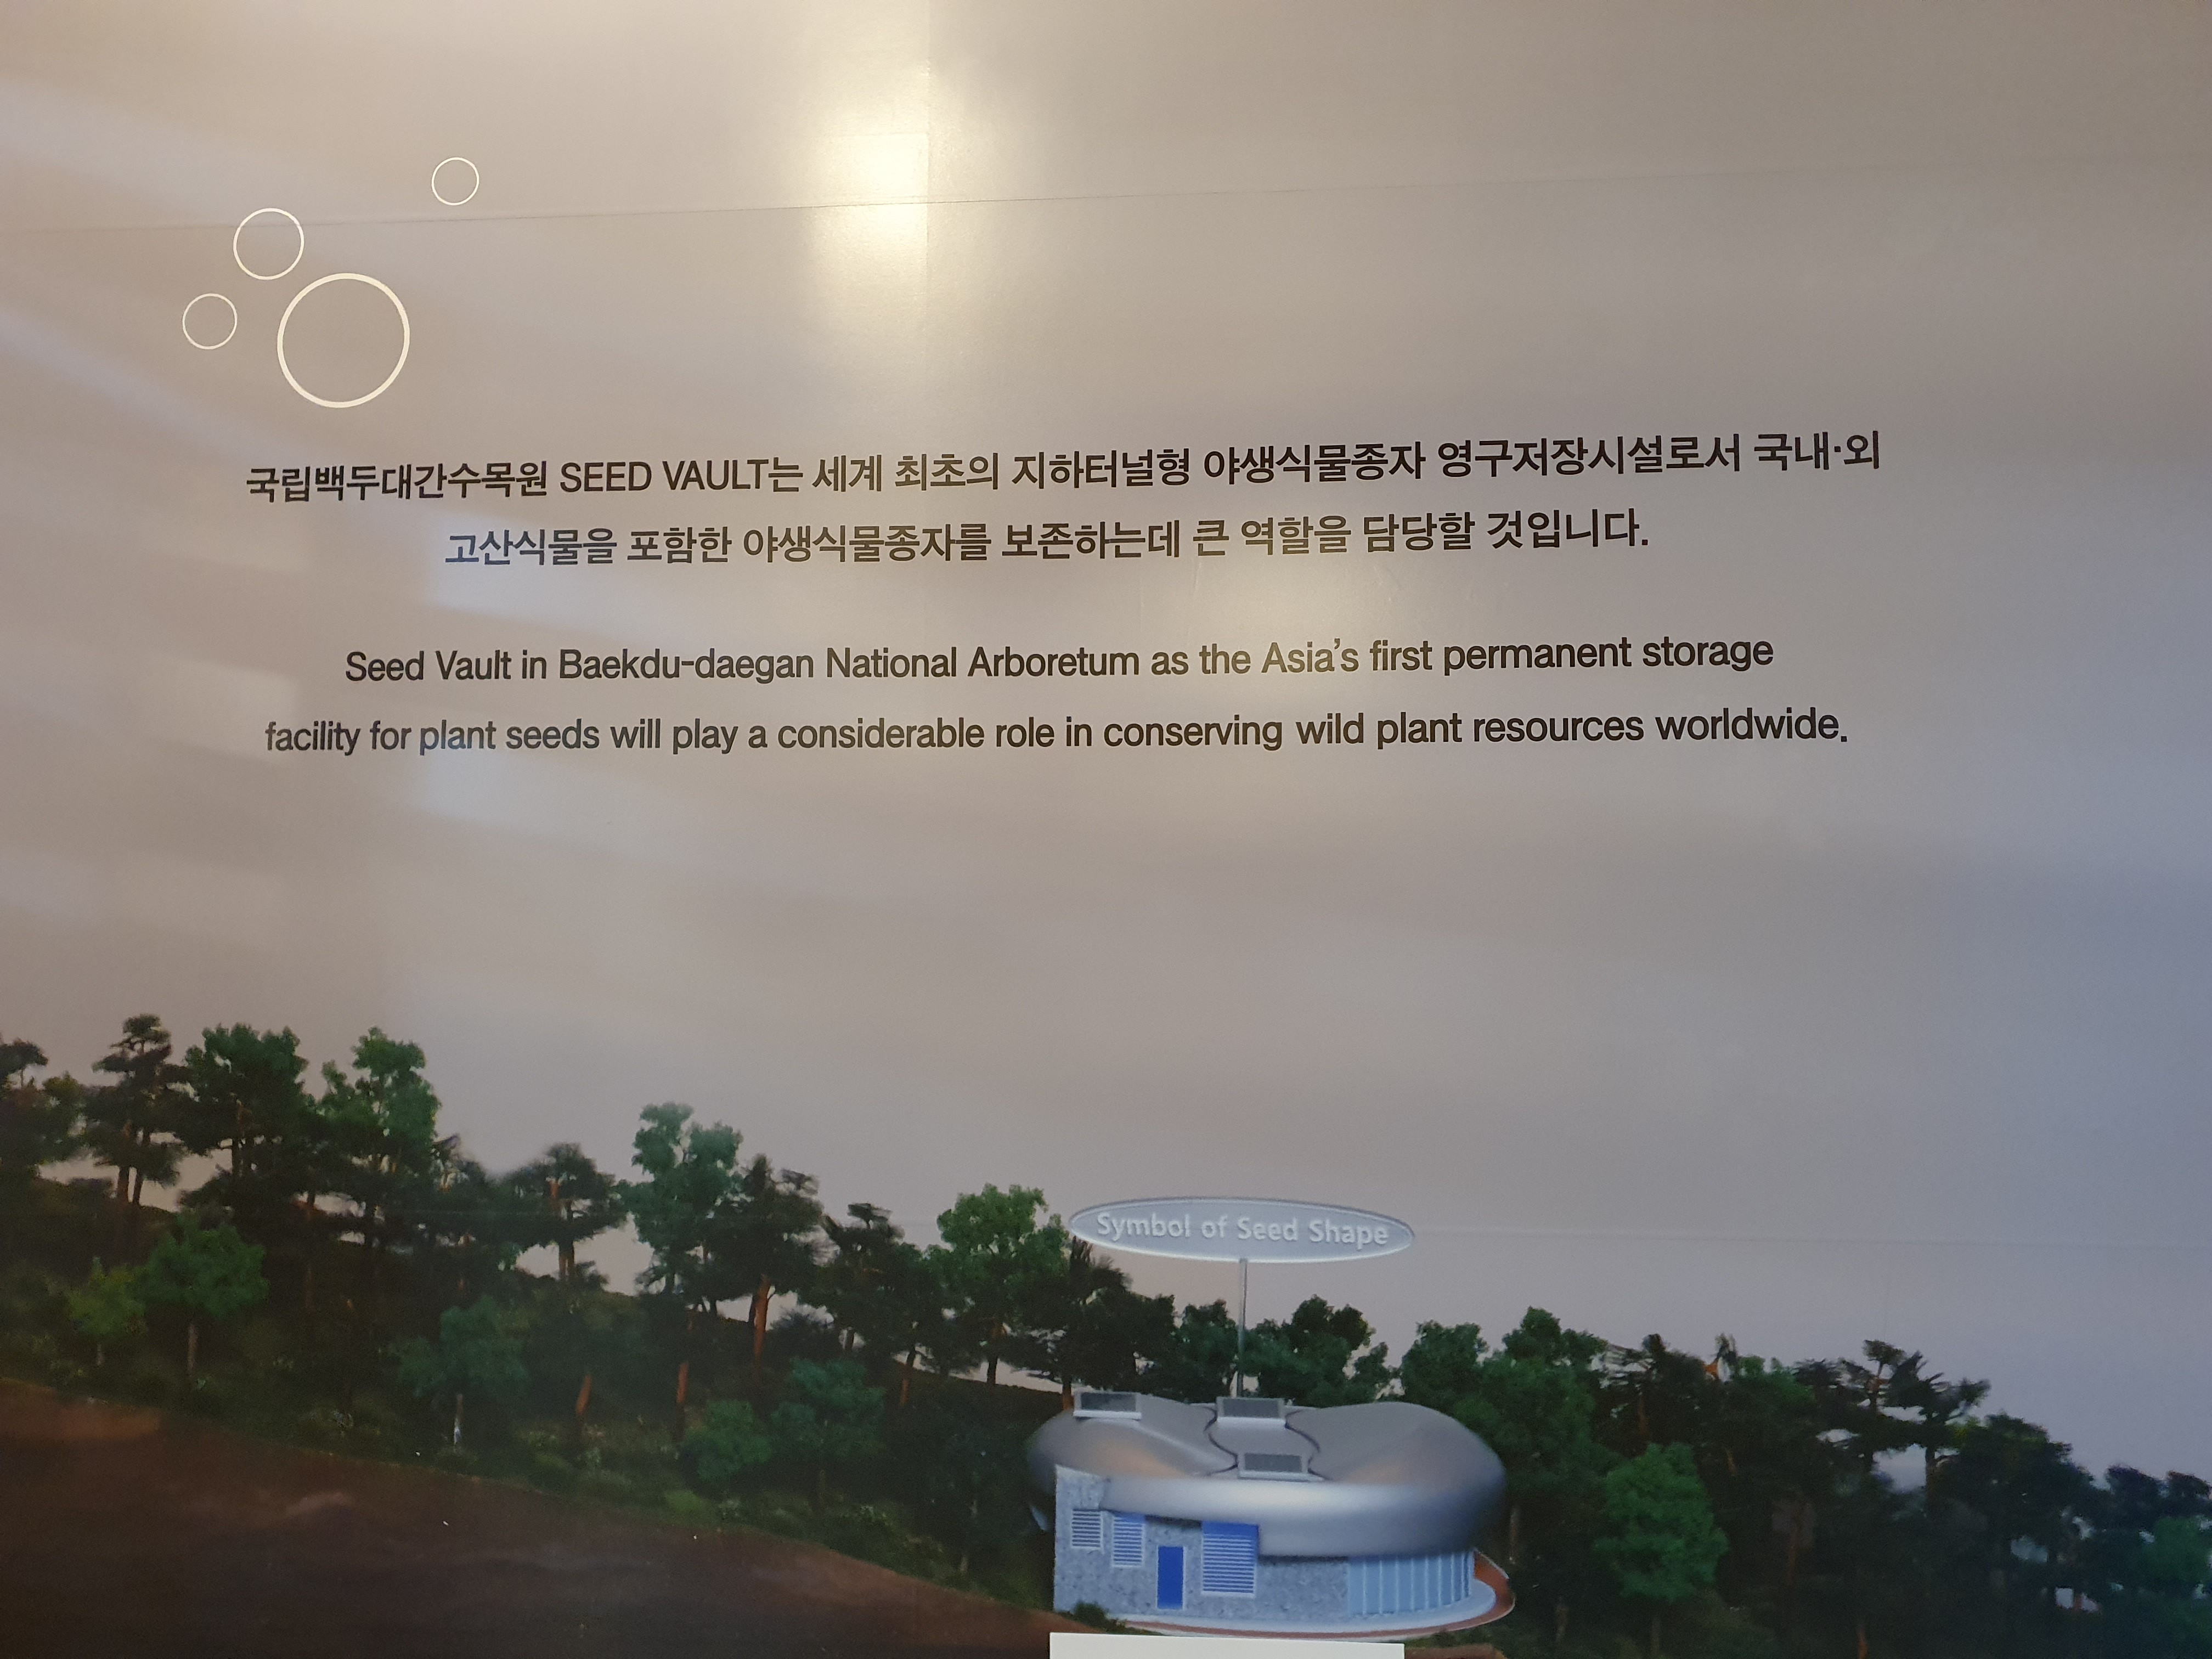 국립백두대간수목원 SEED VAULT는 세계 최초의 지하터널형 야생식물종자 영구저장시설로서 국내·외
고산식물을 포함한 야생식물종자를 보존하는데 큰 역할을 담당할 것입니다.
Seed Vault in Baekdu-daegan National Arboretum as the Asia's first permanent storage
facility for plant seeds will play a considerable role in conserving wild plant resources worldwide.
Symbol of Seed Shape